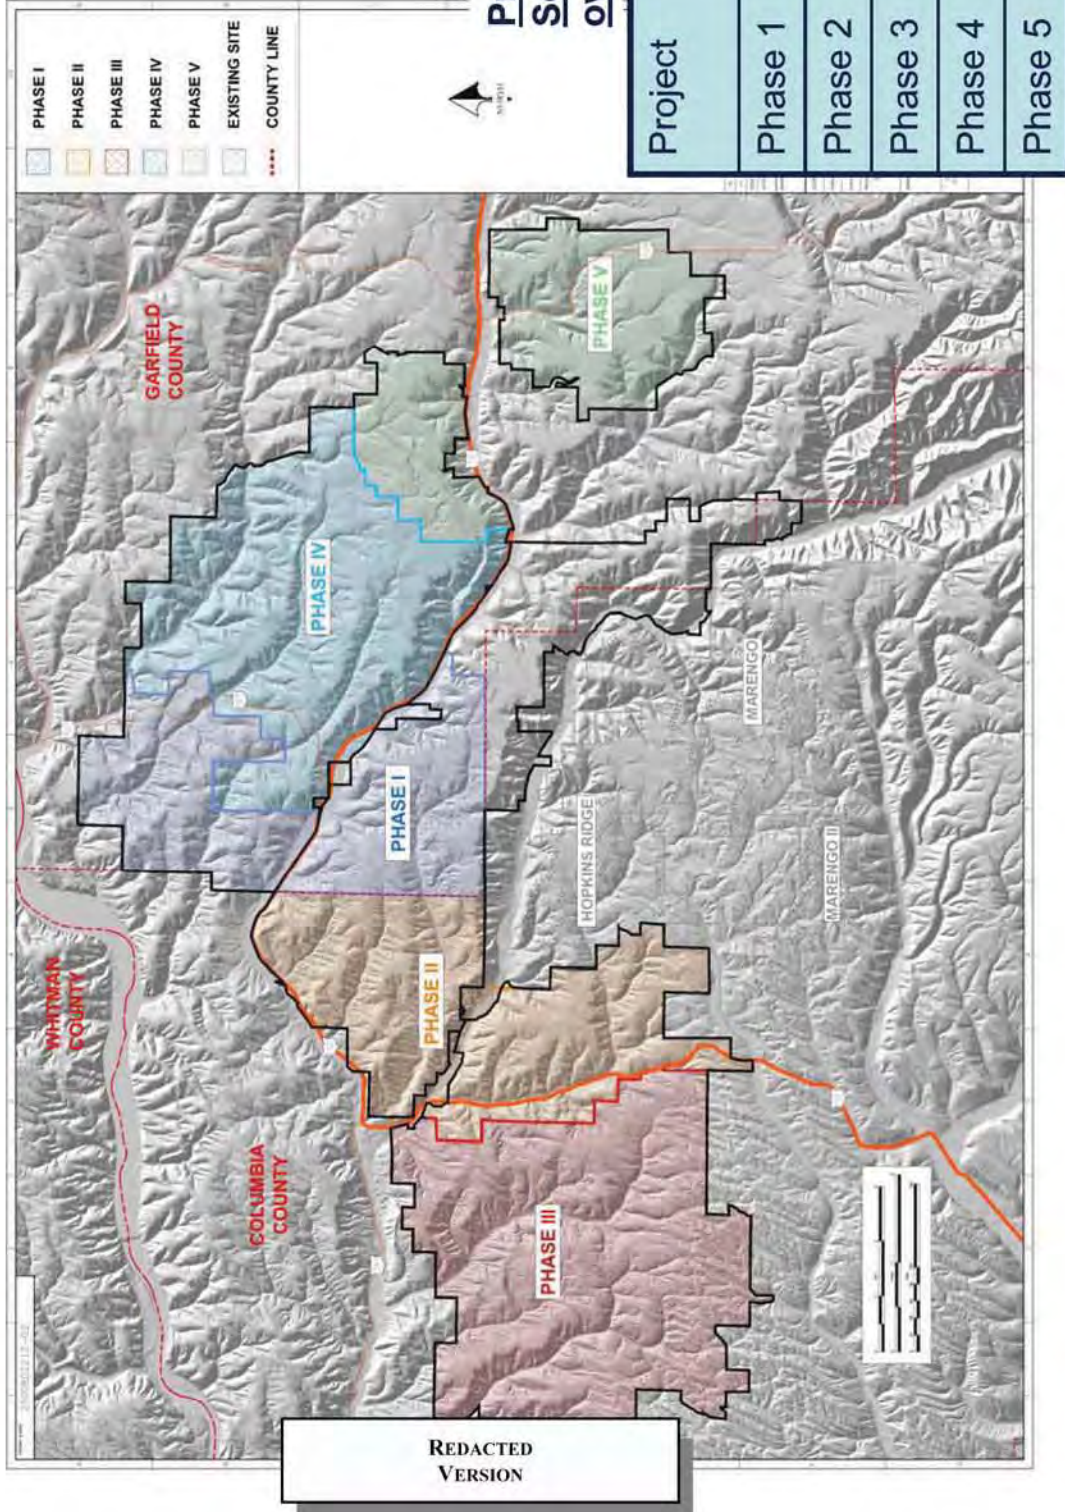 PHASE I
PHASE II
PHASE III
PHASE IV
PHASE V
EXISTING SITE
COUNTY LINE
WHITMAN
COUNTY
GARFIELD
COUNTY
COLUMBIA
COUNTY
PHASE IV
PHASE I
PHASE II
PHASE III
PHASE V
HOPKINS RIDGE
MARENGO
MARENGO II
Project
Phase 1
Phase 2
Phase 3
Phase 4
Phase 5
REDACTED
VERSION